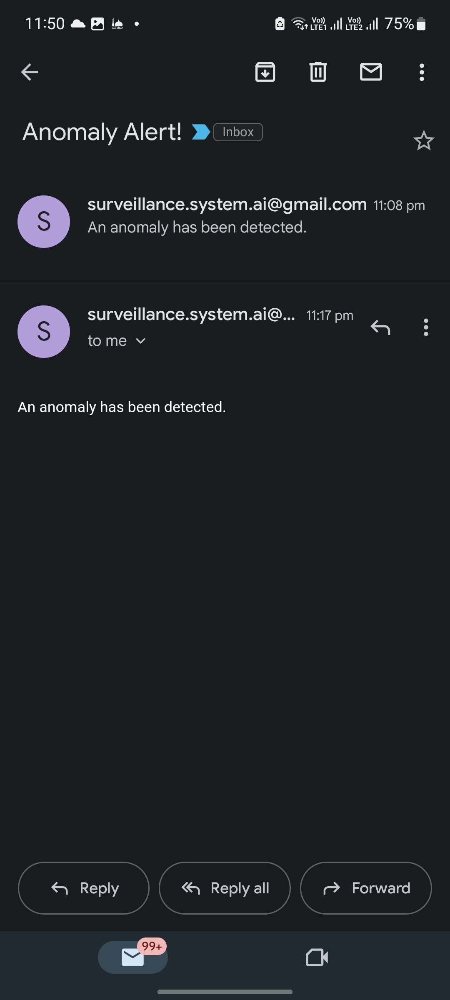 11:50
Vo)) LTE1 Vo)) LTE2 75%
Anomaly Alert! Inbox
S
surveillance.system.ai@gmail.com 11:08 pm
An anomaly has been detected.
S
surveillance.system.ai@... 11:17 pm
to me
An anomaly has been detected.
Reply Reply all Forward
99+